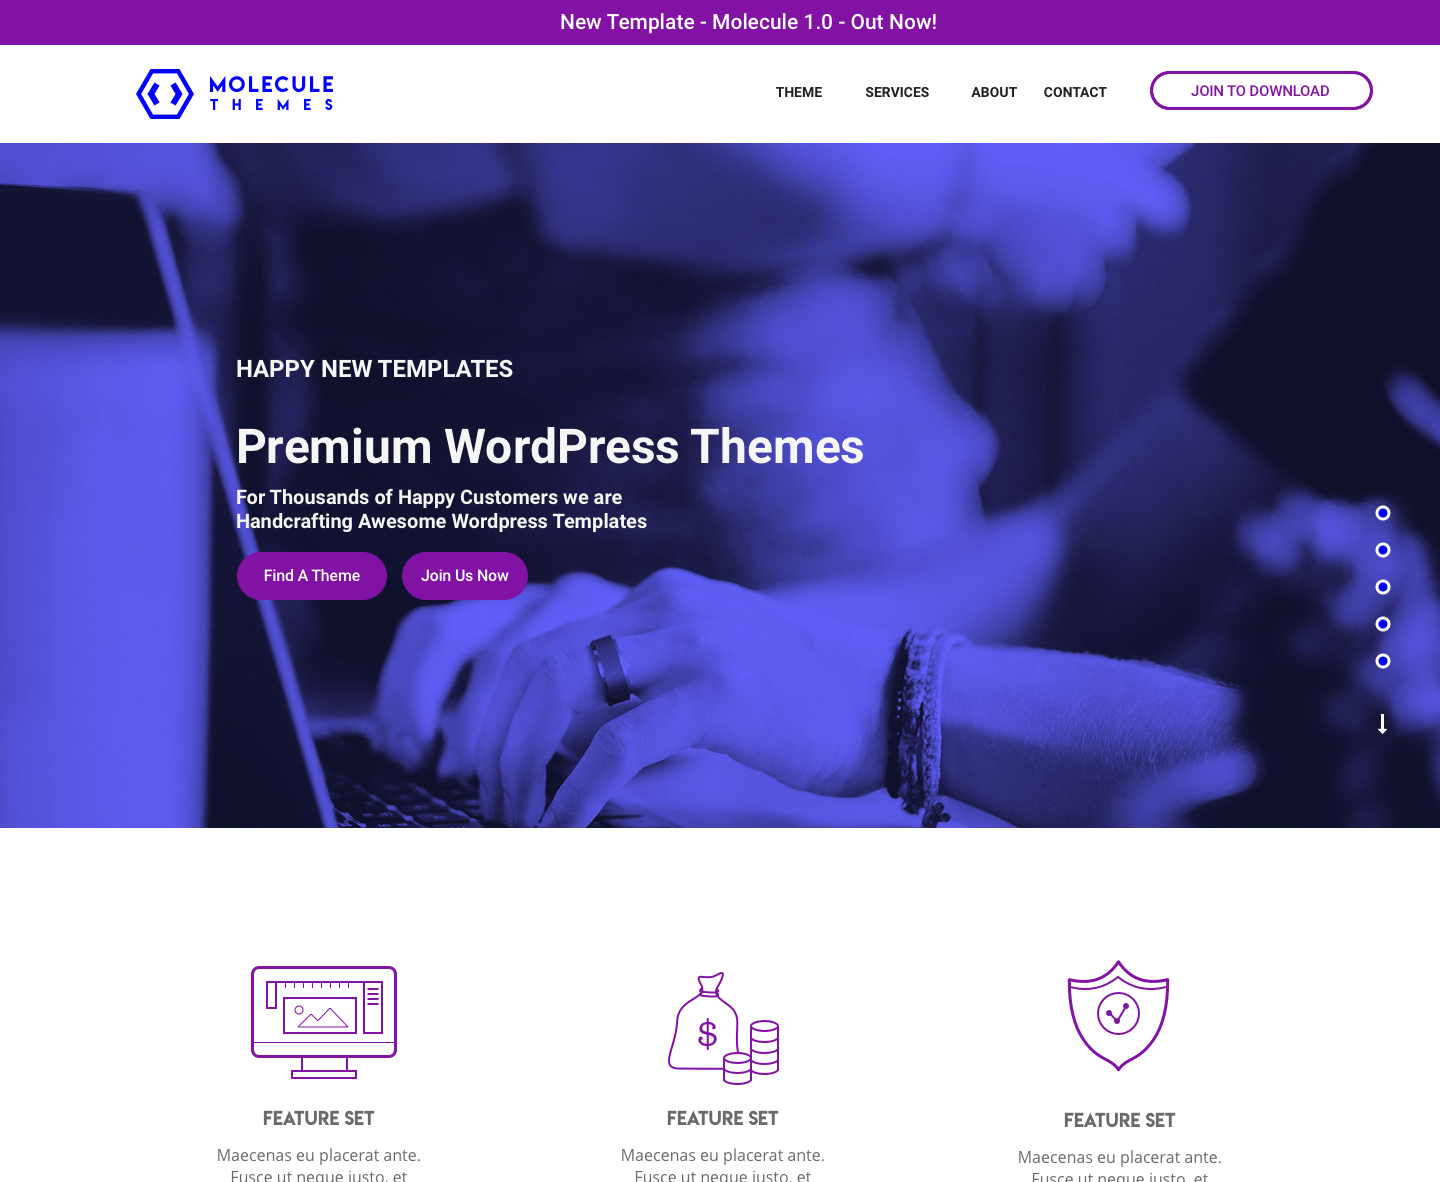 New Template - Molecule 1.0 - Out Now!
MOLECULE
THEMES
THEME
SERVICES
ABOUT
CONTACT
JOIN TO DOWNLOAD
HAPPY NEW TEMPLATES
Premium WordPress Themes
For Thousands of Happy Customers we are
Handcrafting Awesome Wordpress Templates
Find A Theme
Join Us Now
$
FEATURE SET
Maecenas eu placerat ante.
Fusce ut neque justo, et
FEATURE SET
Maecenas eu placerat ante.
Fusce ut neque justo, et
FEATURE SET
Maecenas eu placerat ante.
Fusce ut neque justo, et